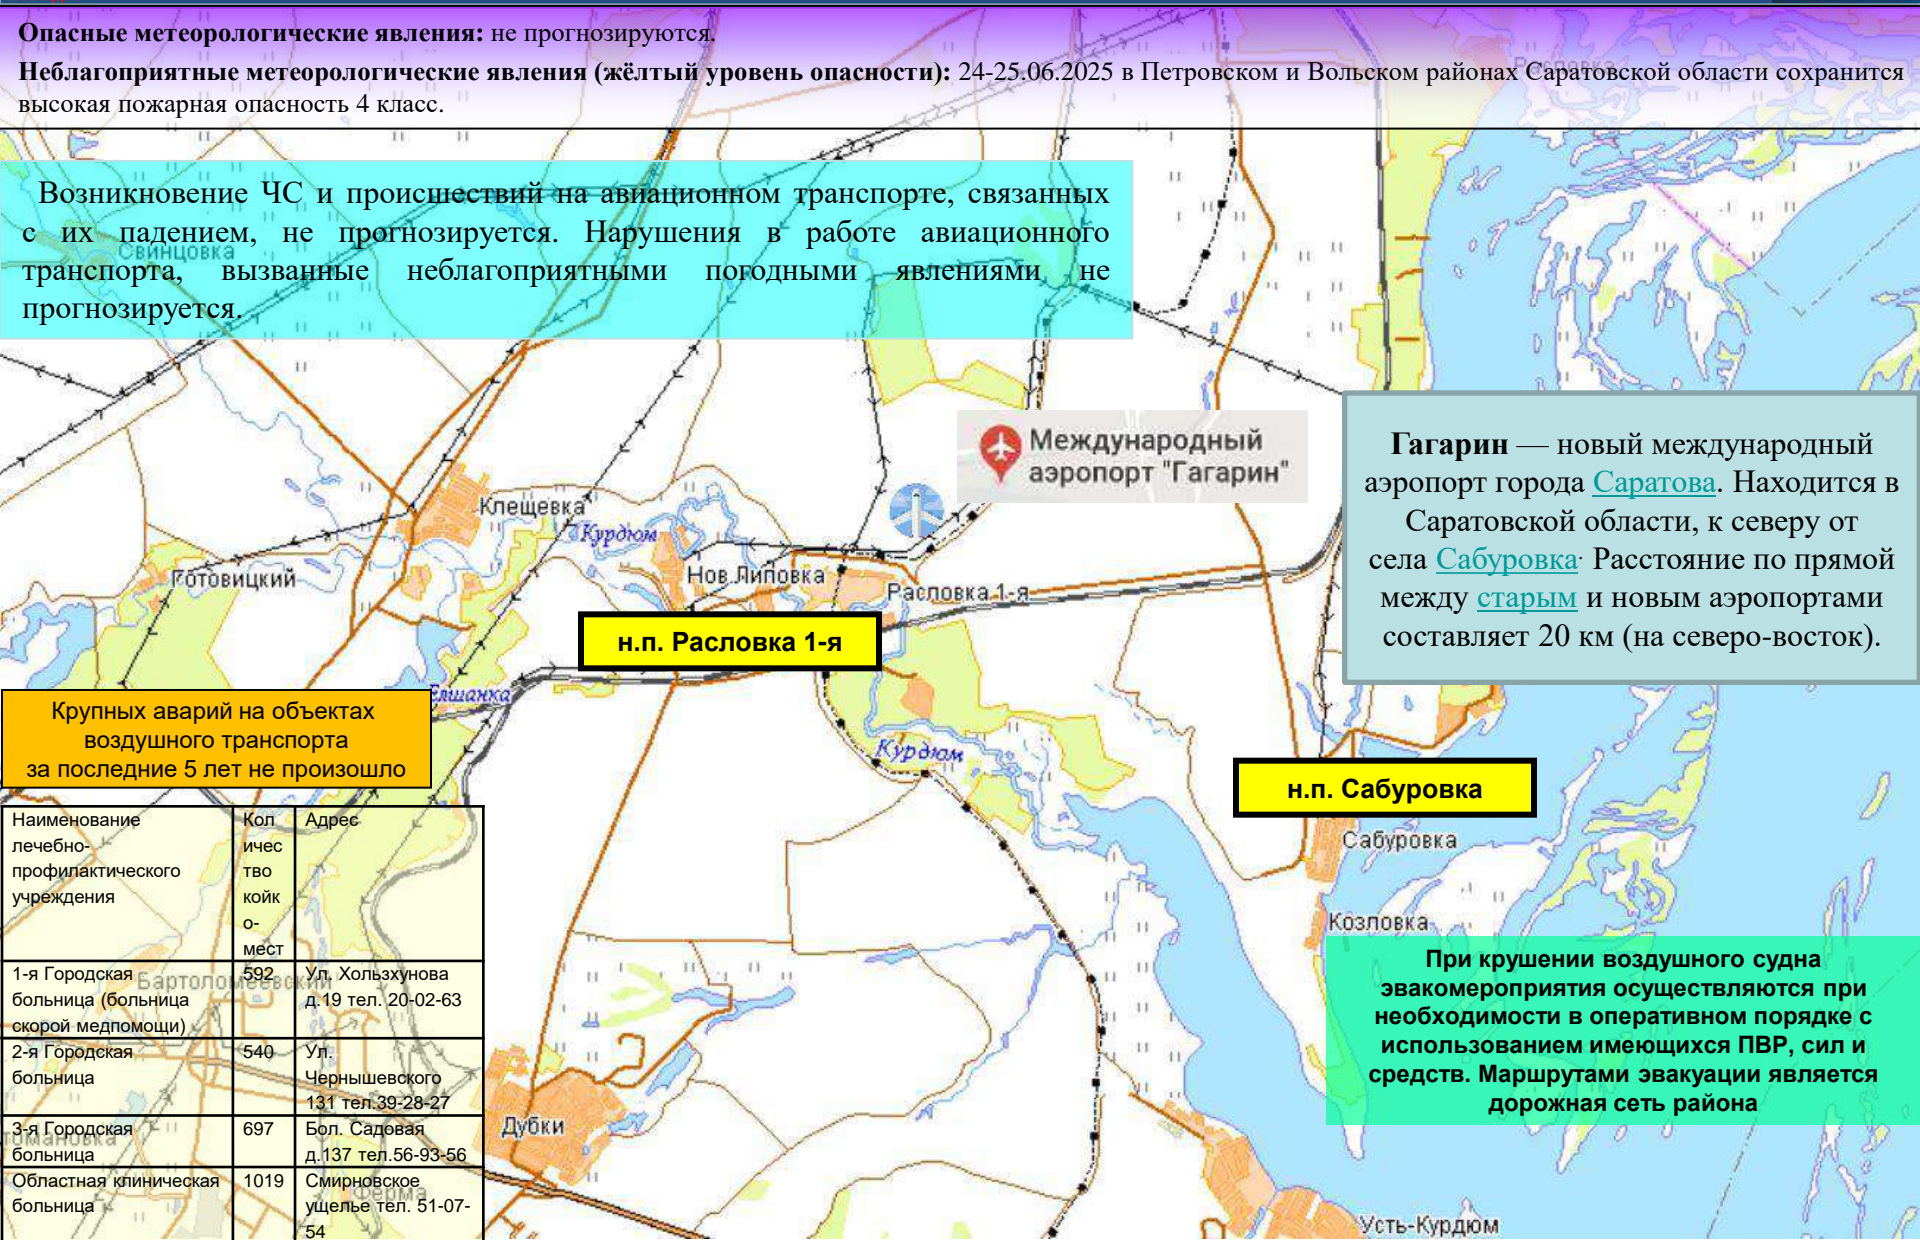 Опасные метеорологические явления: не прогнозируются.
Неблагоприятные метеорологические явления (жёлтый уровень опасности): 24-25.06.2025 в Петровском и Вольском районах Саратовской области сохранится
высокая пожарная опасность 4 класс.
Возникновение ЧС и происшествий на авиационном транспорте, связанных
с их падением, не прогнозируется. Нарушения в работе авиационного
транспорта, вызванные неблагоприятными погодными явлениями не
прогнозируется.
Свинцовка
Международный
аэропорт "Гагарин"
Гагарин — новый международный
аэропорт города Саратова. Находится в
Саратовской области, к северу от
села Сабуровка. Расстояние по прямой
между старым и новым аэропортами
составляет 20 км (на северо-восток).
Клещевка
Курдюм
Готовицкий
Нов.Липовка
Расловка 1-я
н.п. Расловка 1-я
Елшанка
Крупных аварий на объектах
воздушного транспорта
за последние 5 лет не произошло
Курдюм
н.п. Сабуровка
Сабуровка
Козловка
Наименование
лечебно-
профилактического
учреждения
Кол
ичес
тво
койк
о-
мест
Адрес
1-я Городская
больница (больница
скорой медпомощи)
592
Ул. Хользхунова
д.19 тел. 20-02-63
Бартоломеевский
2-я Городская
больница
540
Ул.
Чернышевского
131 тел.39-28-27
3-я Городская
больница
697
Бол. Садовая
д.137 тел.56-93-56
Областная клиническая
больница
1019
Смирновское
ущелье тел. 51-07-
54
Ферма
Дубки
При крушении воздушного судна
эвакомероприятия осуществляются при
необходимости в оперативном порядке с
использованием имеющихся ПВР, сил и
средств. Маршрутами эвакуации является
дорожная сеть района
Усть-Курдюм